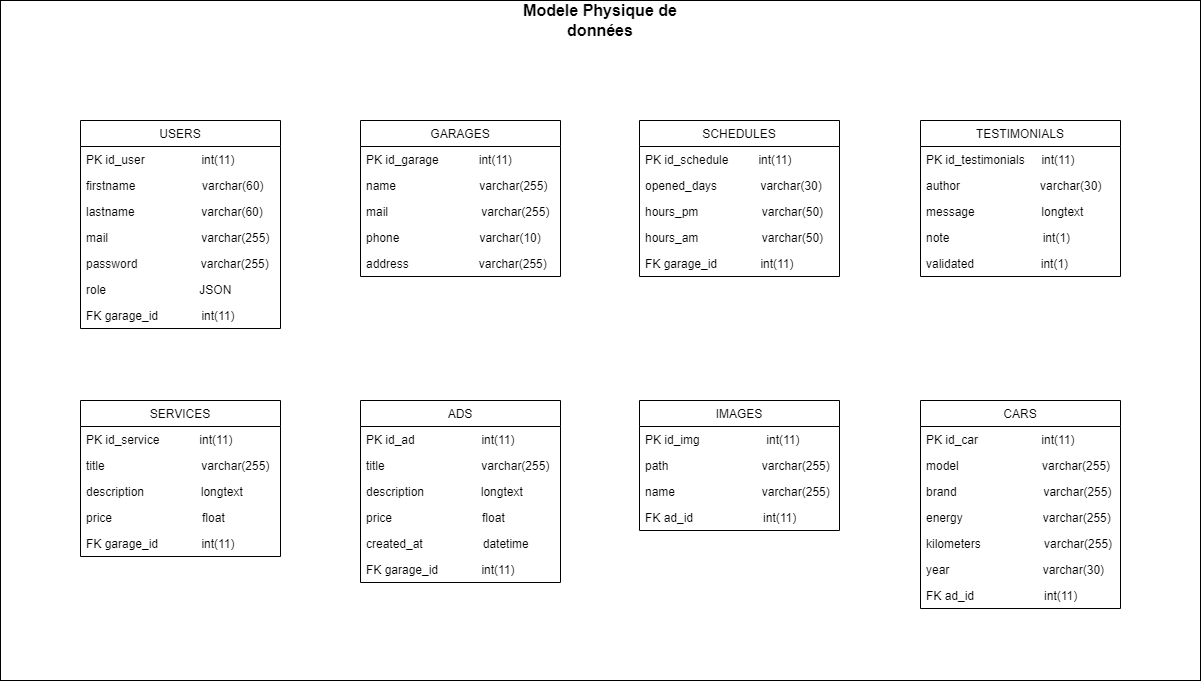 Modele Physique de
données
USERS
PK id_user int(11)
firstname varchar(60)
lastname varchar(60)
mail varchar(255)
password varchar(255)
role JSON
FK garage_id int(11)
GARAGES
PK id_garage int(11)
name varchar(255)
mail varchar(255)
phone varchar(10)
address varchar(255)
SCHEDULES
PK id_schedule int(11)
opened_days varchar(30)
hours_pm varchar(50)
hours_am varchar(50)
FK garage_id int(11)
TESTIMONIALS
PK id_testimonials int(11)
author varchar(30)
message longtext
note int(1)
validated int(1)
SERVICES
PK id_service int(11)
title varchar(255)
description longtext
price float
FK garage_id int(11)
ADS
PK id_ad int(11)
title varchar(255)
description longtext
price float
created_at datetime
FK garage_id int(11)
IMAGES
PK id_img int(11)
path varchar(255)
name varchar(255)
FK ad_id int(11)
CARS
PK id_car int(11)
model varchar(255)
brand varchar(255)
energy varchar(255)
kilometers varchar(255)
year varchar(30)
FK ad_id int(11)